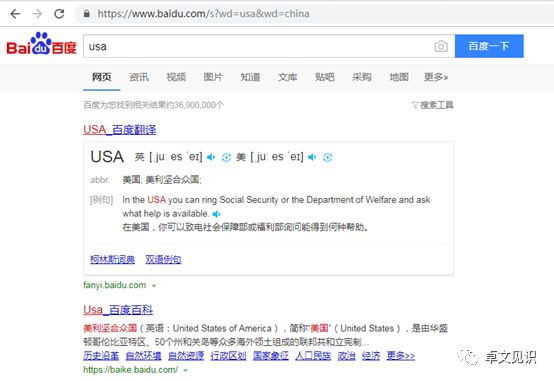 https://www.baidu.com/s?wd=usa&wd=china
Bai du 百度
usa
百度一下
网页 资讯 视频 图片 知道 文库 贴吧 采购 地图 更多»
百度为您找到相关结果约36,900,000个
搜索工具
USA_百度翻译
USA 英 [ˌjuː es ˈeɪ] 美 [ˌjuː es ˈeɪ]
abbr. 美国; 美利坚合众国;
[例句] In the USA you can ring Social Security or the Department of Welfare and ask
what help is available.
在美国，你可以致电社会保障部或福利部询问能得到何种帮助。
柯林斯词典 双语例句
fanyi.baidu.com
Usa_百度百科
美利坚合众国（英语：United States of America），简称“美国”（United States），是由华盛
顿哥伦比亚特区、50个州和关岛等众多海外领土组成的联邦共和立宪制...
历史沿革 自然环境 自然资源 行政区划 国家象征 人口民族 政治 经济 更多>>
https://baike.baidu.com/
卓文见识